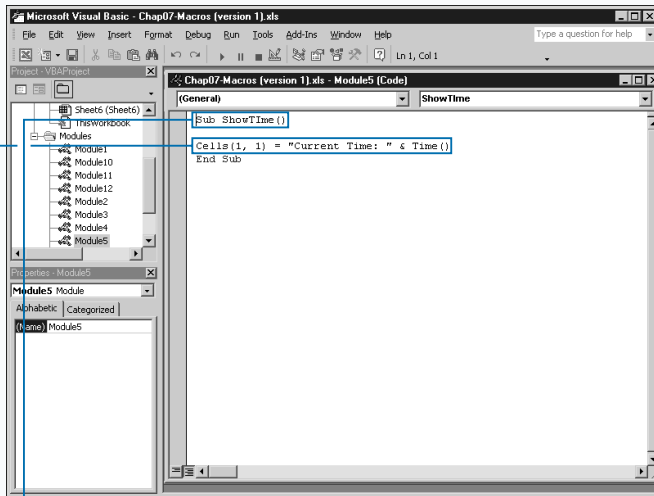 Microsoft Visual Basic - Chap07-Macros (version 1).xls
File Edit View Insert Format Debug Run Tools Add-Ins Window Help
Type a question for help
Ln 1, Col 1
Project - VBAProject
Sheet6 (Sheet6)
ThisWorkbook
Modules
Module1
Module10
Module11
Module12
Module2
Module3
Module4
Module5
Properties - Module5
Module5 Module
Alphabetic
Categorized
(Name) Module5
Chap07-Macros (version 1).xls - Module5 (Code)
(General)
ShowTIme
Sub ShowTIme()
Cells(1, 1) = "Current Time: " & Time()
End Sub